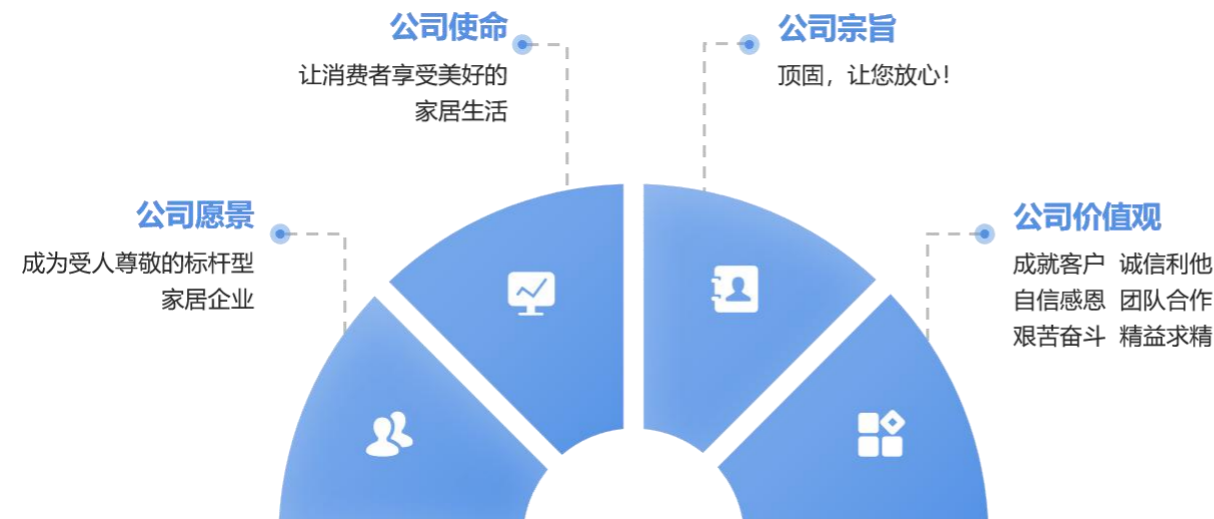 公司使命
让消费者享受美好的
家居生活
公司宗旨
顶固，让您放心！
公司愿景
成为受人尊敬的标杆型
家居企业
公司价值观
成就客户 诚信利他
自信感恩 团队合作
艰苦奋斗 精益求精